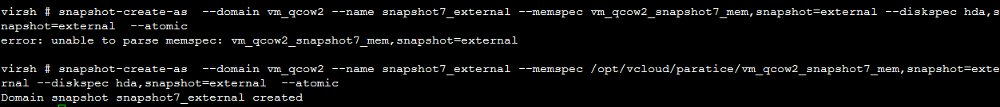 virsh # snapshot-create-as  --domain vm_qcow2 --name snapshot7_external --memspec vm_qcow2_snapshot7_mem,snapshot=external --diskspec hda,s
napshot=external  --atomic
error: unable to parse memspec: vm_qcow2_snapshot7_mem,snapshot=external
virsh # snapshot-create-as  --domain vm_qcow2 --name snapshot7_external --memspec /opt/vcloud/paratice/vm_qcow2_snapshot7_mem,snapshot=exte
rnal --diskspec hda,snapshot=external  --atomic
Domain snapshot snapshot7_external created